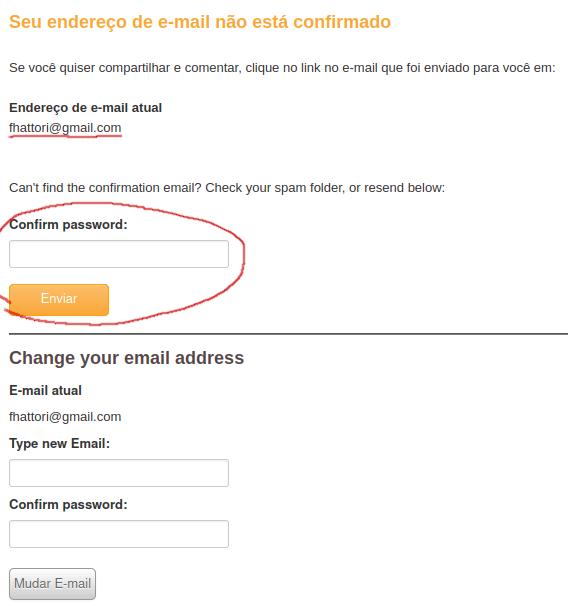 Seu endereço de e-mail não está confirmado
Se você quiser compartilhar e comentar, clique no link no e-mail que foi enviado para você em:
Endereço de e-mail atual
fhattori@gmail.com
Can't find the confirmation email? Check your spam folder, or resend below:
Confirm password:
Enviar
Change your email address
E-mail atual
fhattori@gmail.com
Type new Email:
Confirm password:
Mudar E-mail